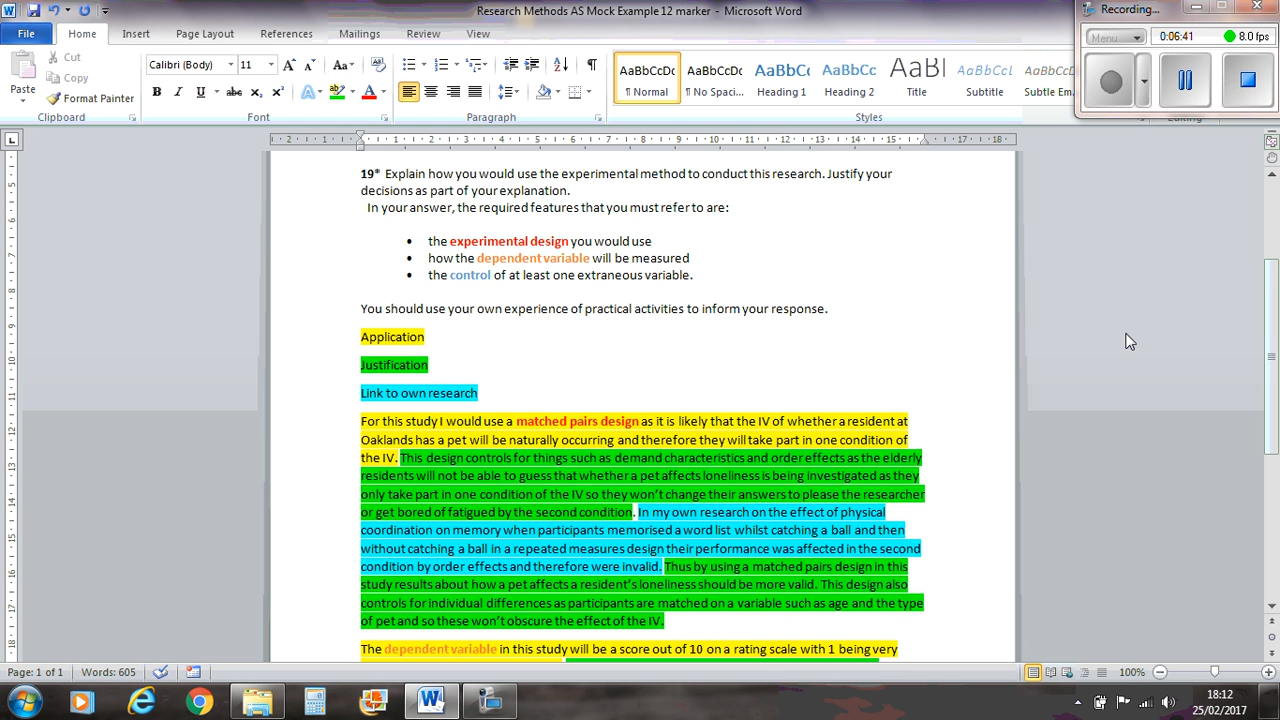 Research Methods AS Mock Example 12 marker - Microsoft Word
Recording...
File Home Insert Page Layout References Mailings Review View
Menu 0:06:41 8.0 fps
Paste
Cut
Copy
Format Painter
Calibri (Body) 11
AaBbCcDc AaBbCcDc AaBbCc AaBbCc AaBl AaBbCcDc AaBbCcDc
¶ Normal ¶ No Spaci... Heading 1 Heading 2 Title Subtitle Subtle Em...
Clipboard Font Paragraph Styles Editing
19* Explain how you would use the experimental method to conduct this research. Justify your
decisions as part of your explanation.
In your answer, the required features that you must refer to are:
• the experimental design you would use
• how the dependent variable will be measured
• the control of at least one extraneous variable.
You should use your own experience of practical activities to inform your response.
Application
Justification
Link to own research
For this study I would use a matched pairs design as it is likely that the IV of whether a resident at
Oaklands has a pet will be naturally occurring and therefore they will take part in one condition of
the IV. This design controls for things such as demand characteristics and order effects as the elderly
residents will not be able to guess that whether a pet affects loneliness is being investigated as they
only take part in one condition of the IV so they won't change their answers to please the researcher
or get bored of fatigued by the second condition. In my own research on the effect of physical
coordination on memory when participants memorised a word list whilst catching a ball and then
without catching a ball in a repeated measures design their performance was affected in the second
condition by order effects and therefore were invalid. Thus by using a matched pairs design in this
study results about how a pet affects a resident's loneliness should be more valid. This design also
controls for individual differences as participants are matched on a variable such as age and the type
of pet and so these won't obscure the effect of the IV.
The dependent variable in this study will be a score out of 10 on a rating scale with 1 being very
Page: 1 of 1 Words: 605 100%
18:12
25/02/2017